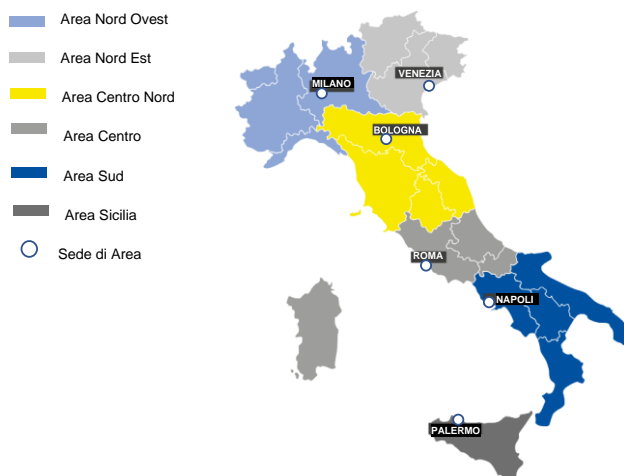 Area Nord Ovest
Area Nord Est
Area Centro Nord
Area Centro
Area Sud
Area Sicilia
Sede di Area
MILANO
VENEZIA
BOLOGNA
ROMA
NAPOLI
PALERMO